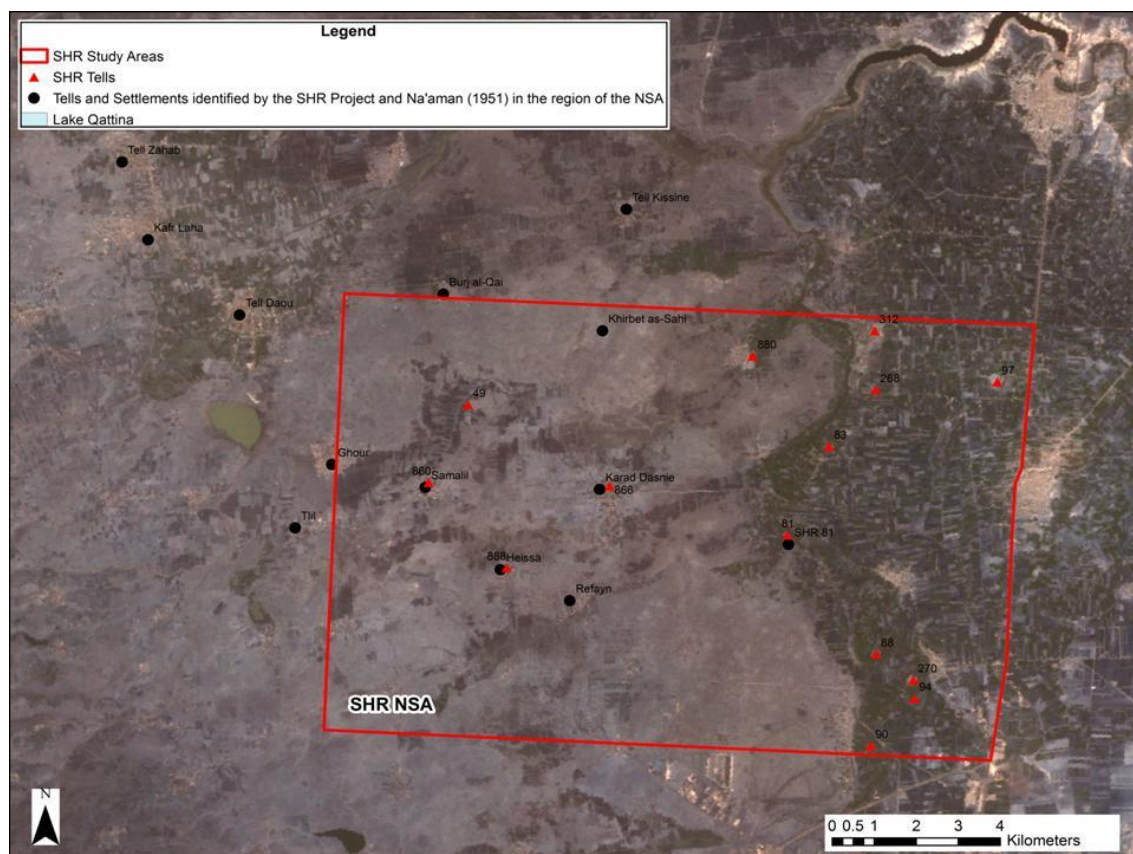 Legend
SHR Study Areas
SHR Tells
Tells and Settlements identified by the SHR Project and Na'aman (1951) in the region of the NSA
Lake Qattina
Tell Zahab
Tell Kissine
Kafr Laha
Burj al-Qai
Tell Daou
Khirbet as-Sahl
312
880
97
268
49
83
Ghour
860 Samalil
Karad Dasnie
866
Tlil
81
SHR 81
888 Heissa
Refayn
88
270
94
SHR NSA
90
N
0 0.5 1 2 3 4
Kilometers